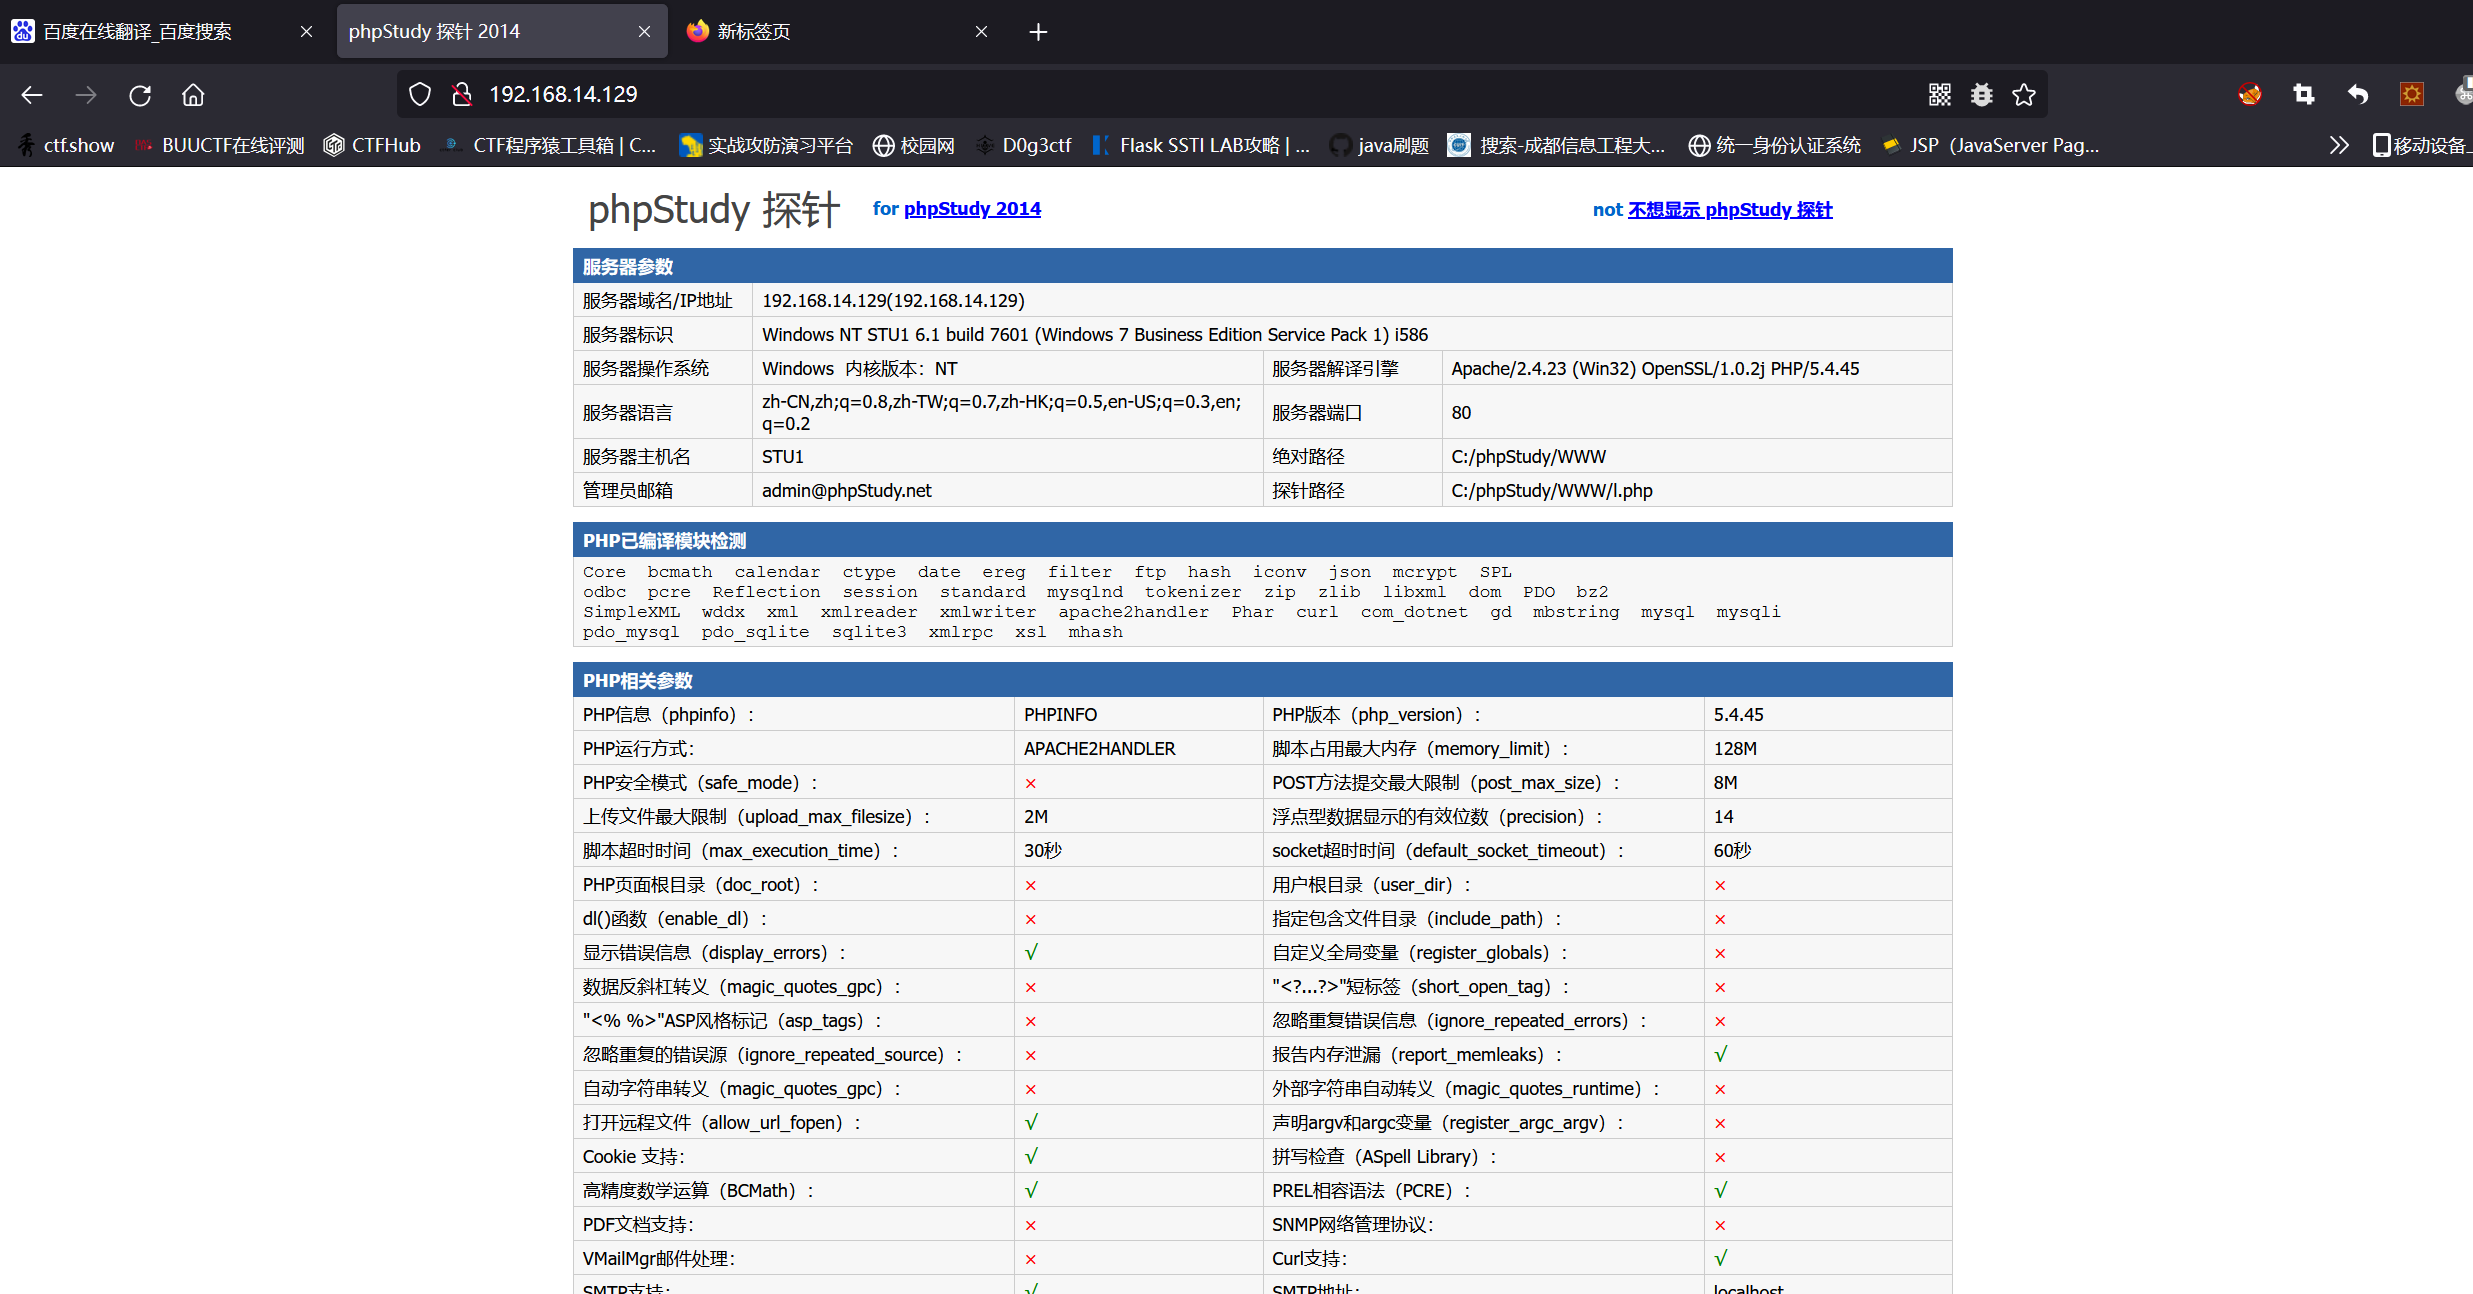 百度在线翻译_百度搜索
phpStudy 探针 2014
新标签页
192.168.14.129
ctf.show BUUCTF在线评测 CTFHub CTF程序猿工具箱 | C... 实战攻防演习平台 校园网 D0g3ctf Flask SSTI LAB攻略 | ... java刷题 搜索-成都信息工程大... 统一身份认证系统 JSP（JavaServer Pag... 移动设备上
phpStudy 探针 for phpStudy 2014 not 不想显示 phpStudy 探针
服务器参数
服务器域名/IP地址 192.168.14.129(192.168.14.129)
服务器标识 Windows NT STU1 6.1 build 7601 (Windows 7 Business Edition Service Pack 1) i586
服务器操作系统 Windows 内核版本：NT 服务器解译引擎 Apache/2.4.23 (Win32) OpenSSL/1.0.2j PHP/5.4.45
服务器语言 zh-CN,zh;q=0.8,zh-TW;q=0.7,zh-HK;q=0.5,en-US;q=0.3,en;
q=0.2 服务器端口 80
服务器主机名 STU1 绝对路径 C:/phpStudy/WWW
管理员邮箱 admin@phpStudy.net 探针路径 C:/phpStudy/WWW/l.php
PHP已编译模块检测
Core bcmath calendar ctype date ereg filter ftp hash iconv json mcrypt SPL
odbc pcre Reflection session standard mysqlnd tokenizer zip zlib libxml dom PDO bz2
SimpleXML wddx xml xmlreader xmlwriter apache2handler Phar curl com_dotnet gd mbstring mysql mysqli
pdo_mysql pdo_sqlite sqlite3 xmlrpc xsl mhash
PHP相关参数
PHP信息（phpinfo）： PHPINFO PHP版本（php_version）： 5.4.45
PHP运行方式： APACHE2HANDLER 脚本占用最大内存（memory_limit）： 128M
PHP安全模式（safe_mode）： × POST方法提交最大限制（post_max_size）： 8M
上传文件最大限制（upload_max_filesize）： 2M 浮点型数据显示的有效位数（precision）： 14
脚本超时时间（max_execution_time）： 30秒 socket超时时间（default_socket_timeout）： 60秒
PHP页面根目录（doc_root）： × 用户根目录（user_dir）： ×
dl()函数（enable_dl）： × 指定包含文件目录（include_path）： ×
显示错误信息（display_errors）： √ 自定义全局变量（register_globals）： ×
数据反斜杠转义（magic_quotes_gpc）： × "<?...?>"短标签（short_open_tag）： ×
"<% %>"ASP风格标记（asp_tags）： × 忽略重复错误信息（ignore_repeated_errors）： ×
忽略重复的错误源（ignore_repeated_source）： × 报告内存泄漏（report_memleaks）： √
自动字符串转义（magic_quotes_gpc）： × 外部字符串自动转义（magic_quotes_runtime）： ×
打开远程文件（allow_url_fopen）： √ 声明argv和argc变量（register_argc_argv）： ×
Cookie 支持： √ 拼写检查（ASpell Library）： ×
高精度数学运算（BCMath）： √ PREL相容语法（PCRE）： √
PDF文档支持： × SNMP网络管理协议： ×
VMailMgr邮件处理： × Curl支持： √
SMTP支持： √ SMTP地址： localhost